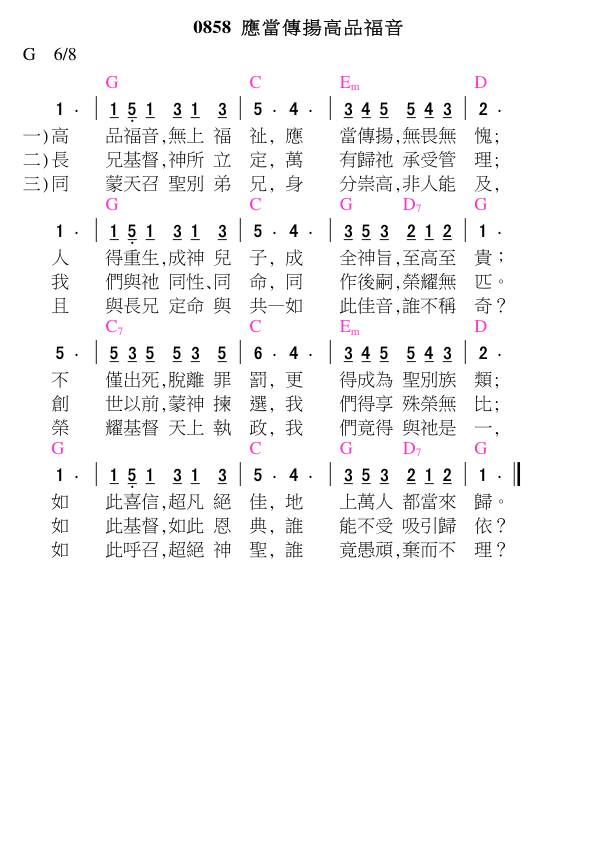 0858 應當傳揚高品福音
G 6/8
G C Em D
1 · | 1 5̣ 1 3 1 3 | 5 · 4 · | 3 4 5 5 4 3 | 2 ·
一)高 品福音,無上 福 祉, 應 當傳揚,無畏無 愧;
二)長 兄基督,神所 立 定, 萬 有歸祂 承受管 理;
三)同 蒙天召 聖別 弟 兄, 身 分崇高,非人能 及,
G C G D7 G
1 · | 1 5̣ 1 3 1 3 | 5 · 4 · | 3 5 3 2 1 2 | 1 ·
人 得重生,成神 兒 子, 成 全神旨,至高至 貴;
我 們與祂 同性、同 命, 同 作後嗣,榮耀無 匹。
且 與長兄 定命 與 共─如 此佳音,誰不稱 奇?
C7 C Em D
5 · | 5 3 5 5 3 5 | 6 · 4 · | 3 4 5 5 4 3 | 2 ·
不 僅出死,脫離 罪 罰, 更 得成為 聖別族 類;
創 世以前,蒙神 揀 選, 我 們得享 殊榮無 比;
榮 耀基督 天上 執 政, 我 們竟得 與祂是 一,
G C G D7 G
1 · | 1 5̣ 1 3 1 3 | 5 · 4 · | 3 5 3 2 1 2 | 1 · ‖
如 此喜信,超凡 絕 佳, 地 上萬人 都當來 歸。
如 此基督,如此 恩 典, 誰 能不受 吸引歸 依?
如 此呼召,超絕 神 聖, 誰 竟愚頑,棄而不 理?